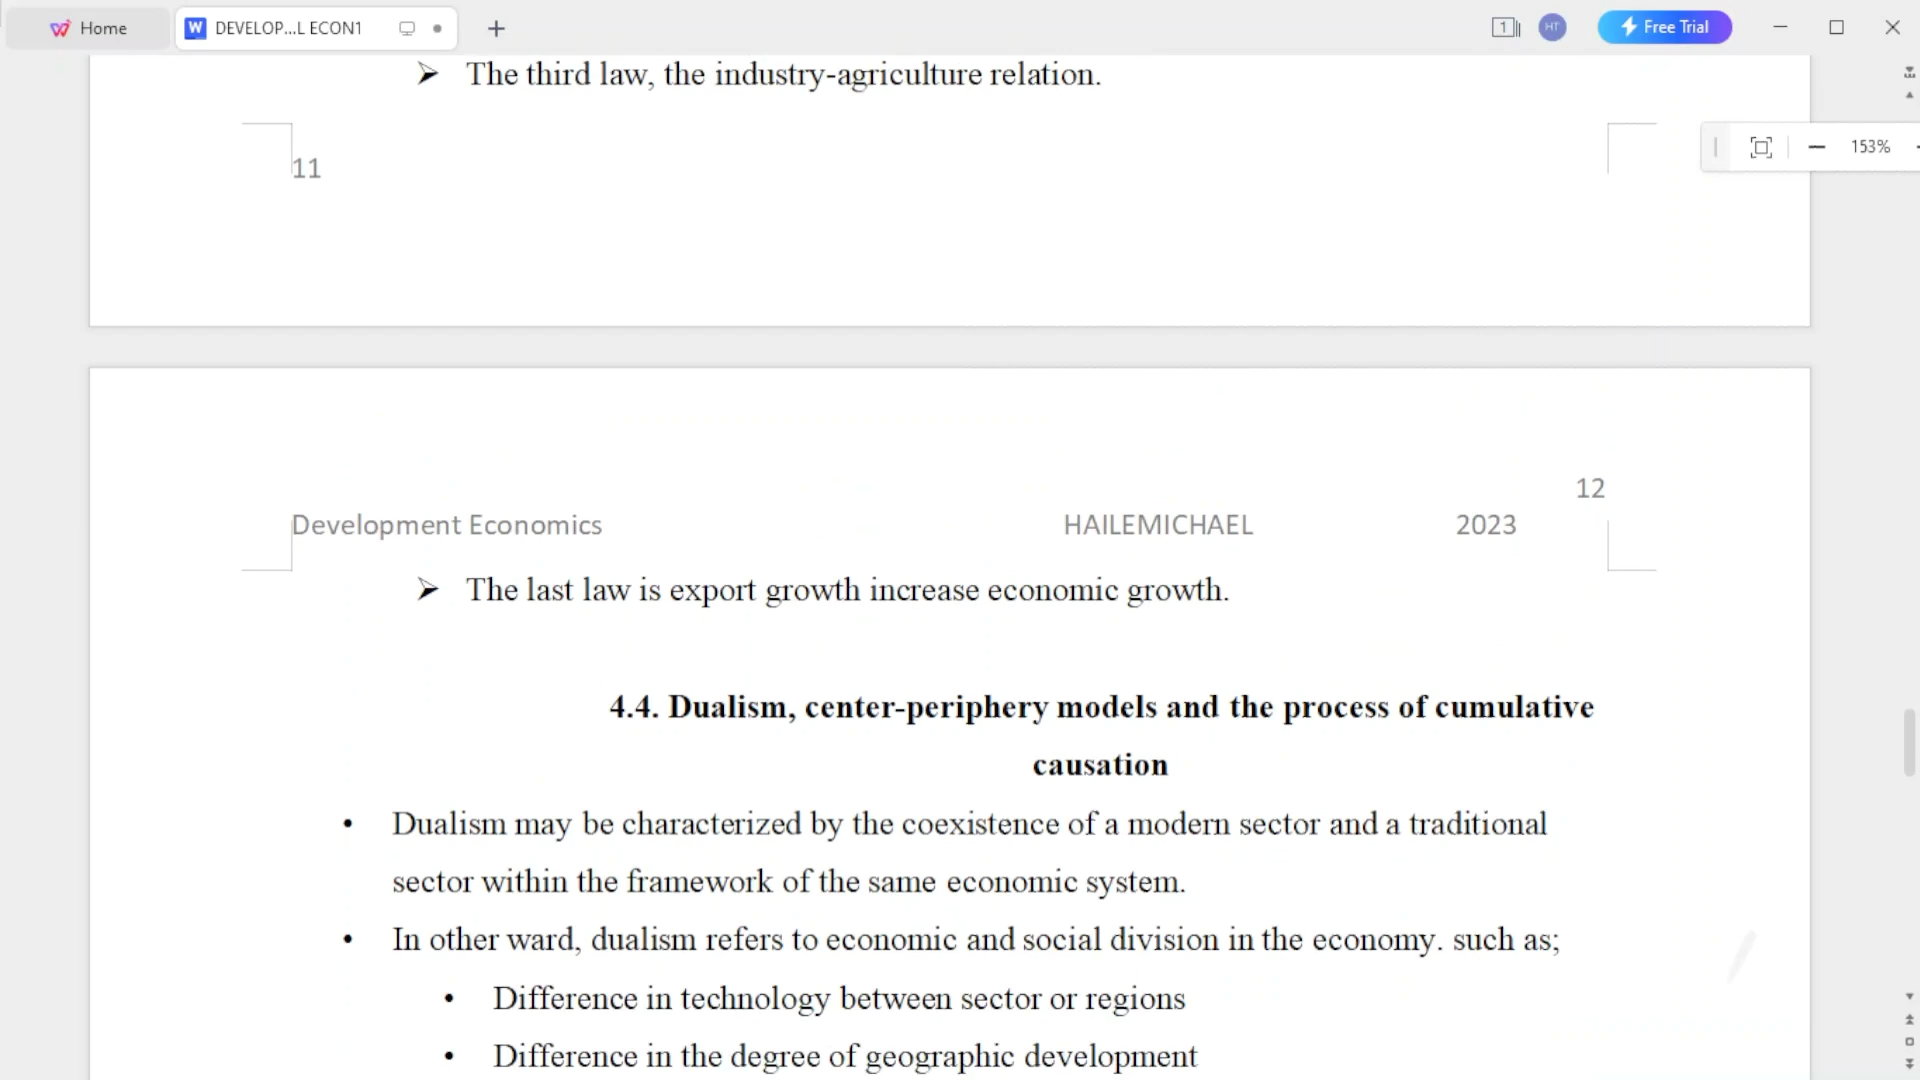 Home
DEVELOP...L ECON1
1
HT
Free Trial
➢ The third law, the industry-agriculture relation.
153%
11
12
Development Economics HAILEMICHAEL 2023
➢ The last law is export growth increase economic growth.
4.4. Dualism, center-periphery models and the process of cumulative
causation
• Dualism may be characterized by the coexistence of a modern sector and a traditional
sector within the framework of the same economic system.
• In other ward, dualism refers to economic and social division in the economy. such as;
• Difference in technology between sector or regions
• Difference in the degree of geographic development